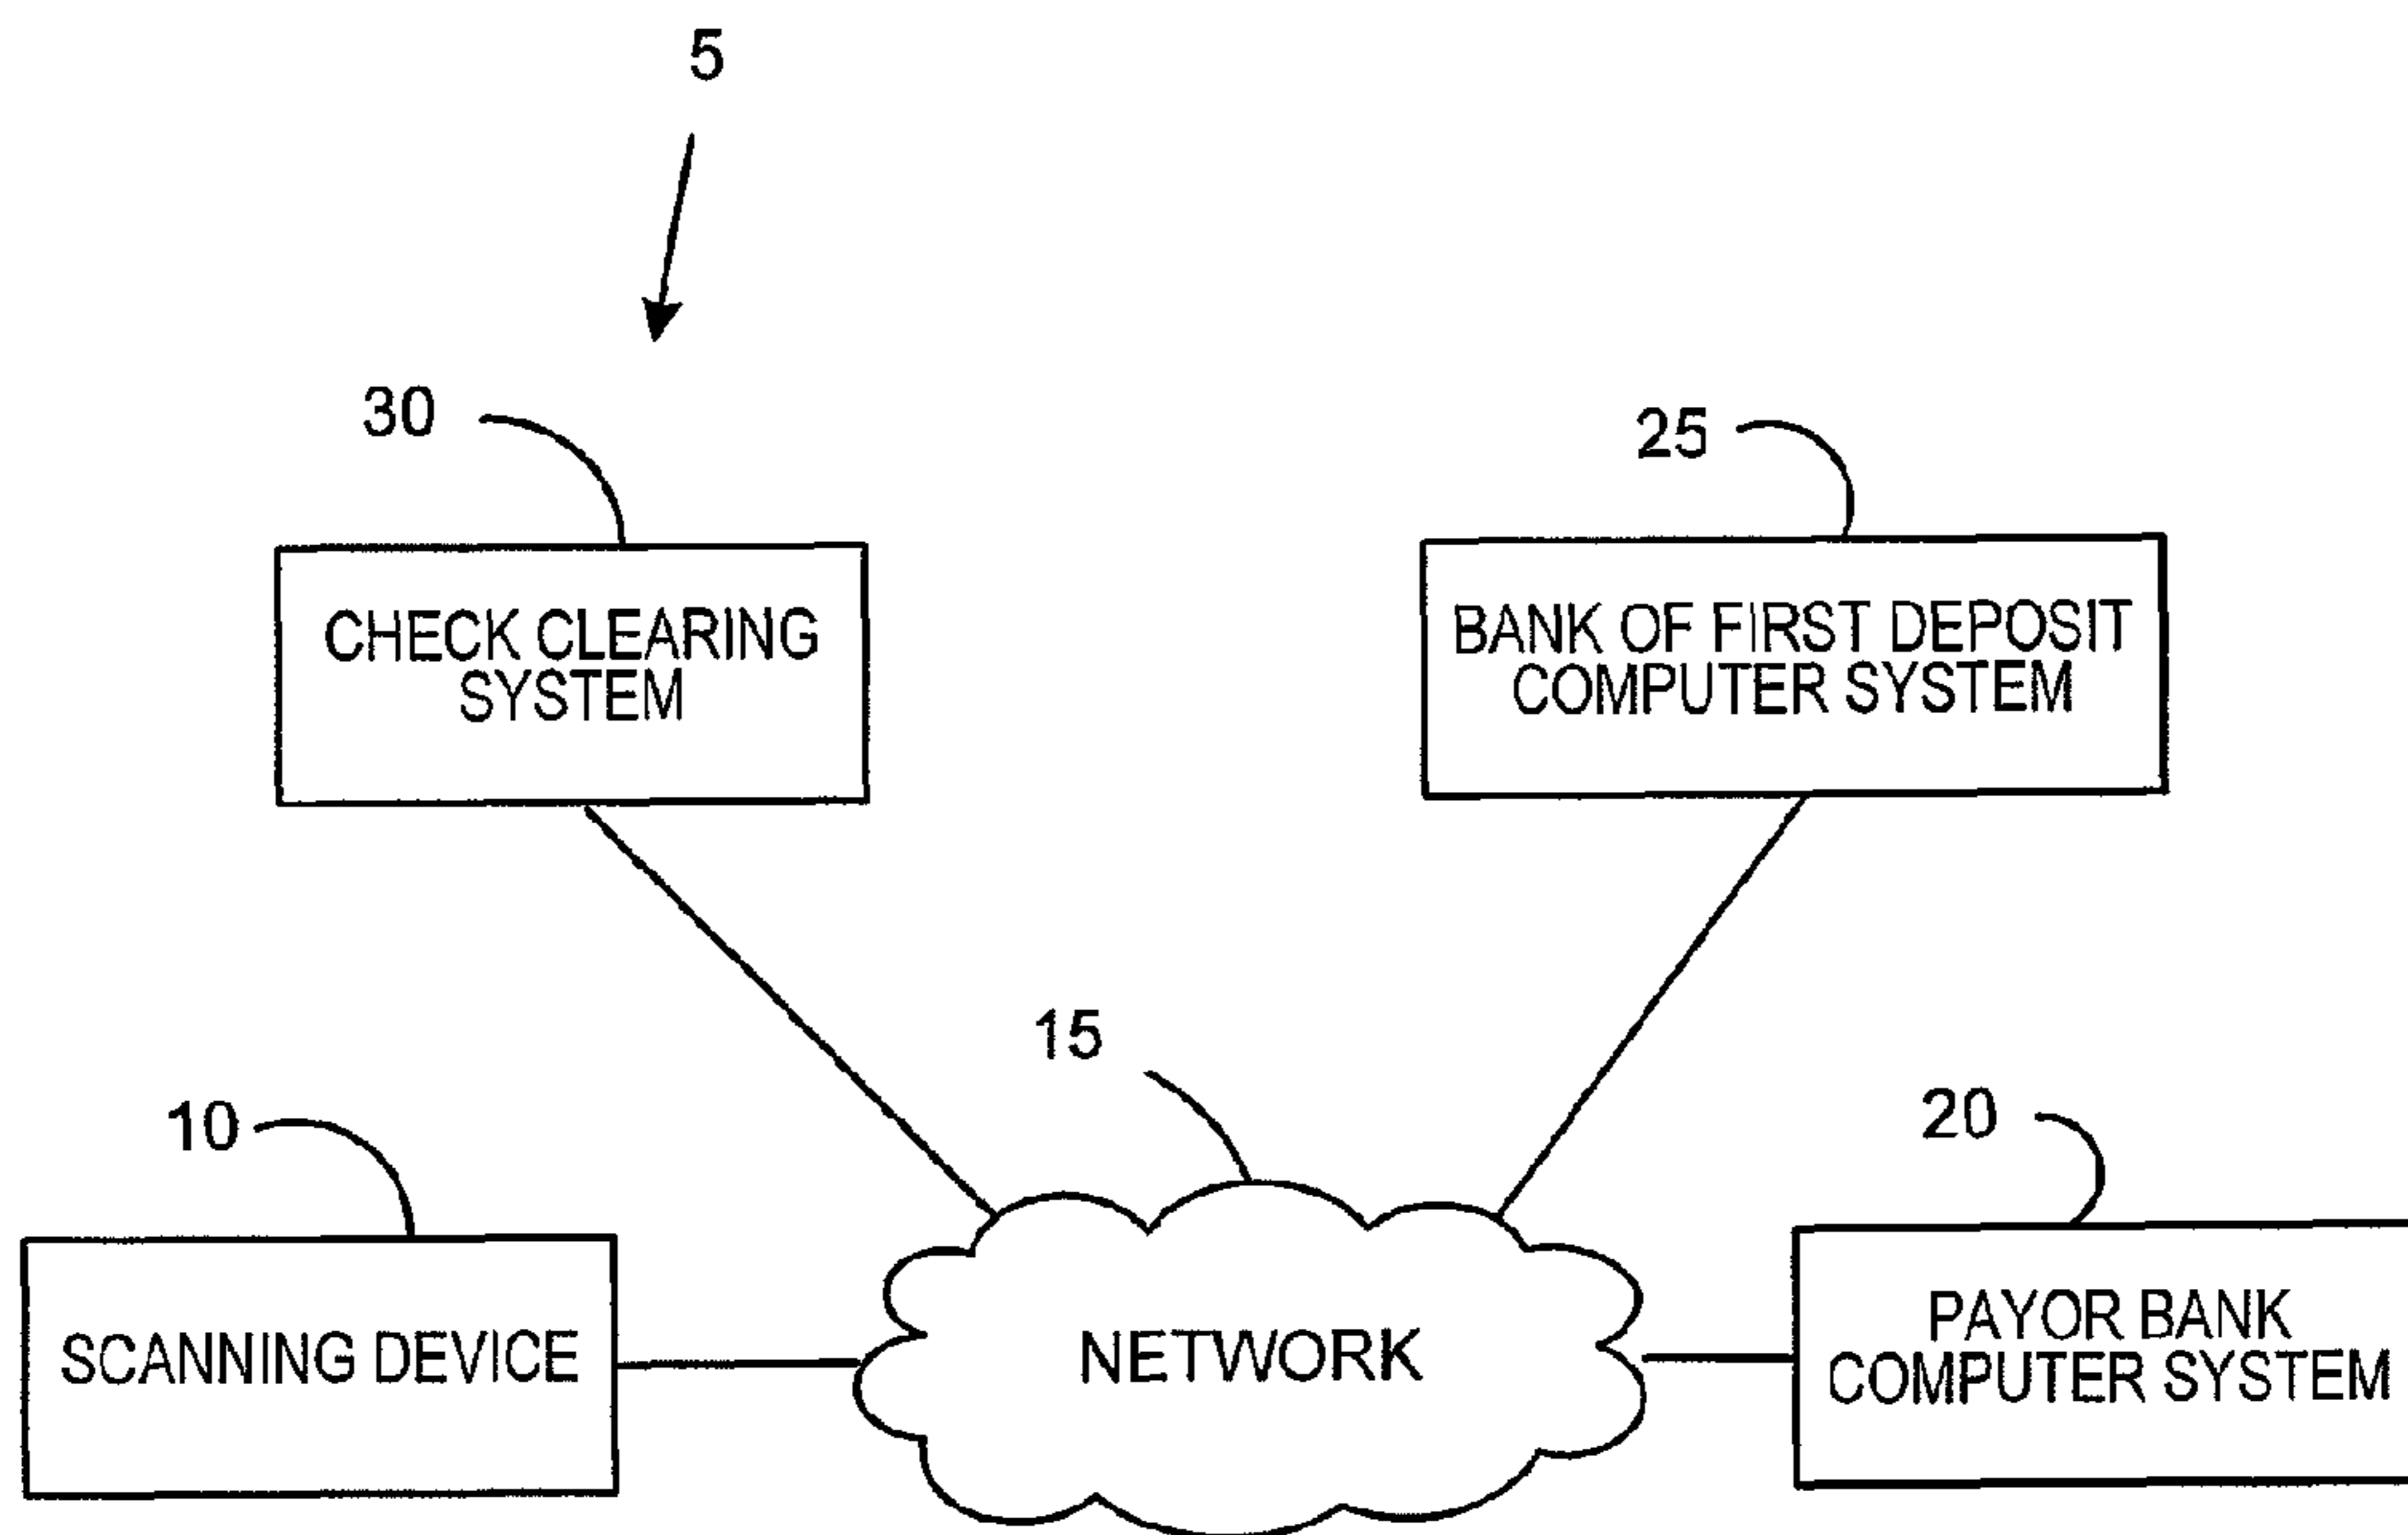 5
30
25
CHECK CLEARING
SYSTEM
BANK OF FIRST DEPOSIT
COMPUTER SYSTEM
15
10
20
SCANNING DEVICE
NETWORK
PAYOR BANK
COMPUTER SYSTEM